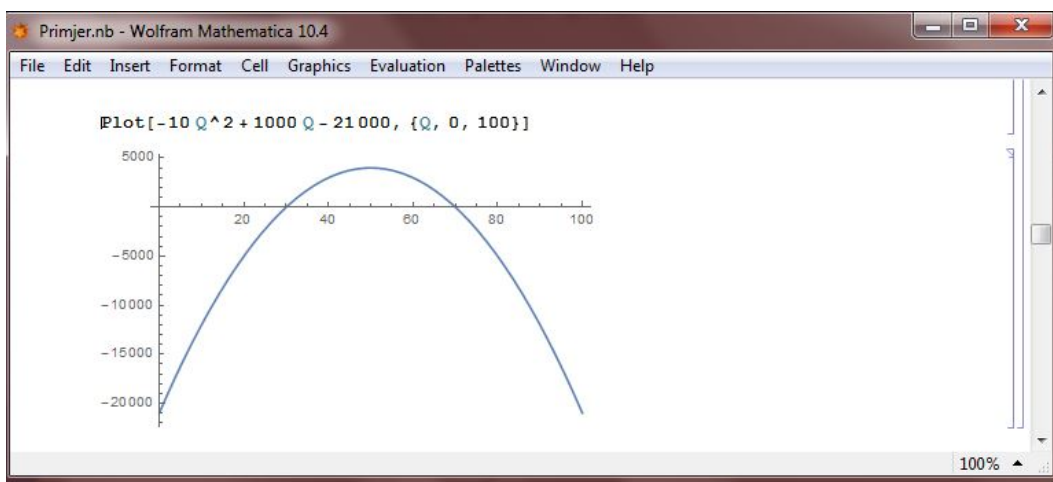 Primjer.nb - Wolfram Mathematica 10.4
File Edit Insert Format Cell Graphics Evaluation Palettes Window Help
Plot[-10 Q^2 + 1000 Q - 21000, {Q, 0, 100}]
5000
20 40 60 80 100
-5000
-10000
-15000
-20000
100%